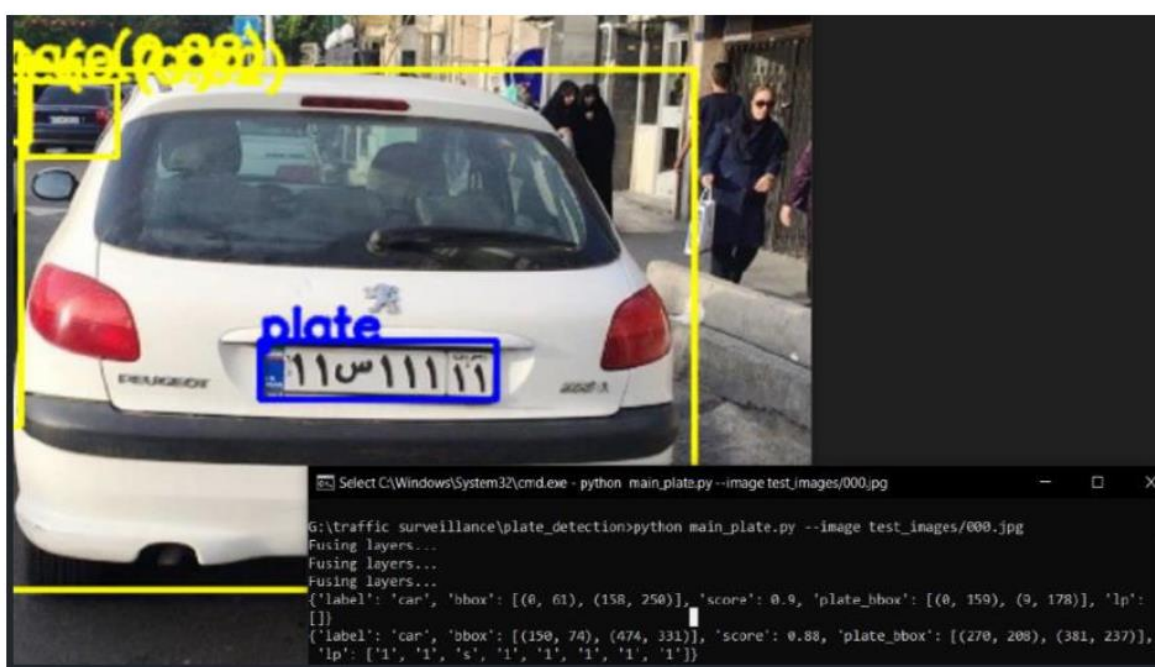 plate
۱۱س۱۱۱ ۱۱
PEUGEOT
Select C:\Windows\System32\cmd.exe - python main_plate.py --image test_images/000.jpg
G:\traffic surveillance\plate_detection>python main_plate.py --image test_images/000.jpg
Fusing layers...
Fusing layers...
Fusing layers...
{'label': 'car', 'bbox': [(0, 61), (158, 250)], 'score': 0.9, 'plate_bbox': [(0, 159), (9, 178)], 'lp':
[]}
{'label': 'car', 'bbox': [(150, 74), (474, 331)], 'score': 0.88, 'plate_bbox': [(270, 208), (381, 237)],
'lp': ['1', '1', 's', '1', '1', '1', '1', '1']}